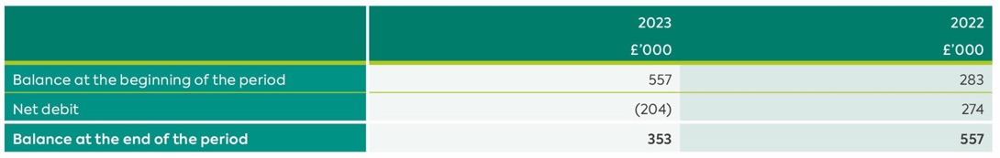 2023 2022
£’000 £’000
Balance at the beginning of the period 557 283
Net debit (204) 274
Balance at the end of the period 353 557